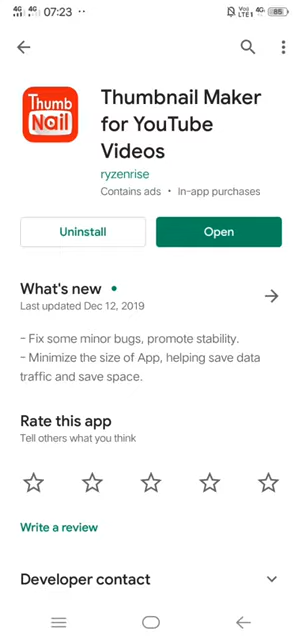 4G 4G 07:23 ··
VoLTE1 4G 85
Thumb
Nail
Thumbnail Maker
for YouTube
Videos
ryzenrise
Contains ads • In-app purchases
Uninstall
Open
What's new •
Last updated Dec 12, 2019
- Fix some minor bugs, promote stability.
- Minimize the size of App, helping save data
traffic and save space.
Rate this app
Tell others what you think
Write a review
Developer contact